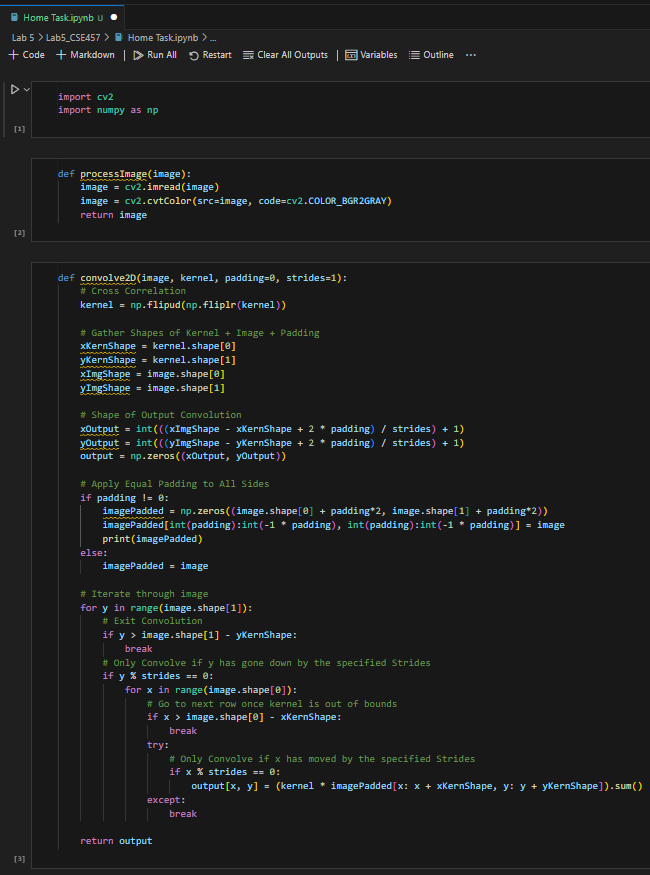 Home Task.ipynb U ●
Lab 5 > Lab5_CSE457 > Home Task.ipynb > ...
+ Code + Markdown | Run All Restart Clear All Outputs | Variables Outline ...
import cv2
import numpy as np
[1]
def processImage(image):
    image = cv2.imread(image)
    image = cv2.cvtColor(src=image, code=cv2.COLOR_BGR2GRAY)
    return image
[2]
def convolve2D(image, kernel, padding=0, strides=1):
    # Cross Correlation
    kernel = np.flipud(np.fliplr(kernel))
    # Gather Shapes of Kernel + Image + Padding
    xKernShape = kernel.shape[0]
    yKernShape = kernel.shape[1]
    xImgShape = image.shape[0]
    yImgShape = image.shape[1]
    # Shape of Output Convolution
    xOutput = int(((xImgShape - xKernShape + 2 * padding) / strides) + 1)
    yOutput = int(((yImgShape - yKernShape + 2 * padding) / strides) + 1)
    output = np.zeros((xOutput, yOutput))
    # Apply Equal Padding to All Sides
    if padding != 0:
        imagePadded = np.zeros((image.shape[0] + padding*2, image.shape[1] + padding*2))
        imagePadded[int(padding):int(-1 * padding), int(padding):int(-1 * padding)] = image
        print(imagePadded)
    else:
        imagePadded = image
    # Iterate through image
    for y in range(image.shape[1]):
        # Exit Convolution
        if y > image.shape[1] - yKernShape:
            break
        # Only Convolve if y has gone down by the specified Strides
        if y % strides == 0:
            for x in range(image.shape[0]):
                # Go to next row once kernel is out of bounds
                if x > image.shape[0] - xKernShape:
                    break
                try:
                    # Only Convolve if x has moved by the specified Strides
                    if x % strides == 0:
                        output[x, y] = (kernel * imagePadded[x: x + xKernShape, y: y + yKernShape]).sum()
                except:
                    break
    return output
[3]